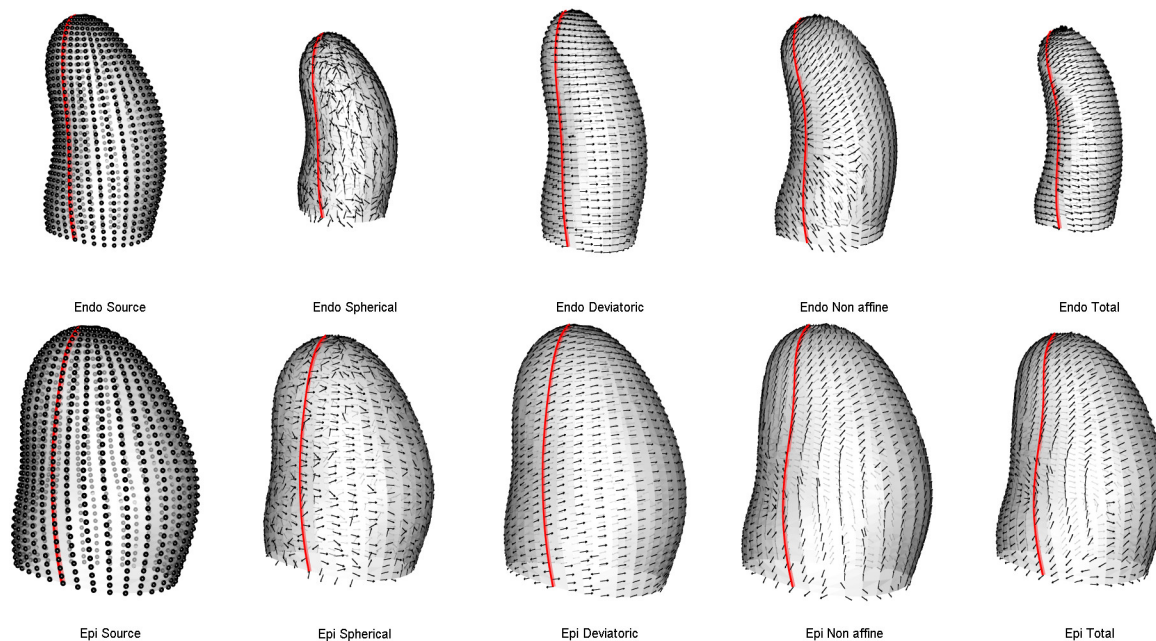 Endo Source
Endo Spherical
Endo Deviatoric
Endo Non affine
Endo Total
Epi Source
Epi Spherical
Epi Deviatoric
Epi Non affine
Epi Total